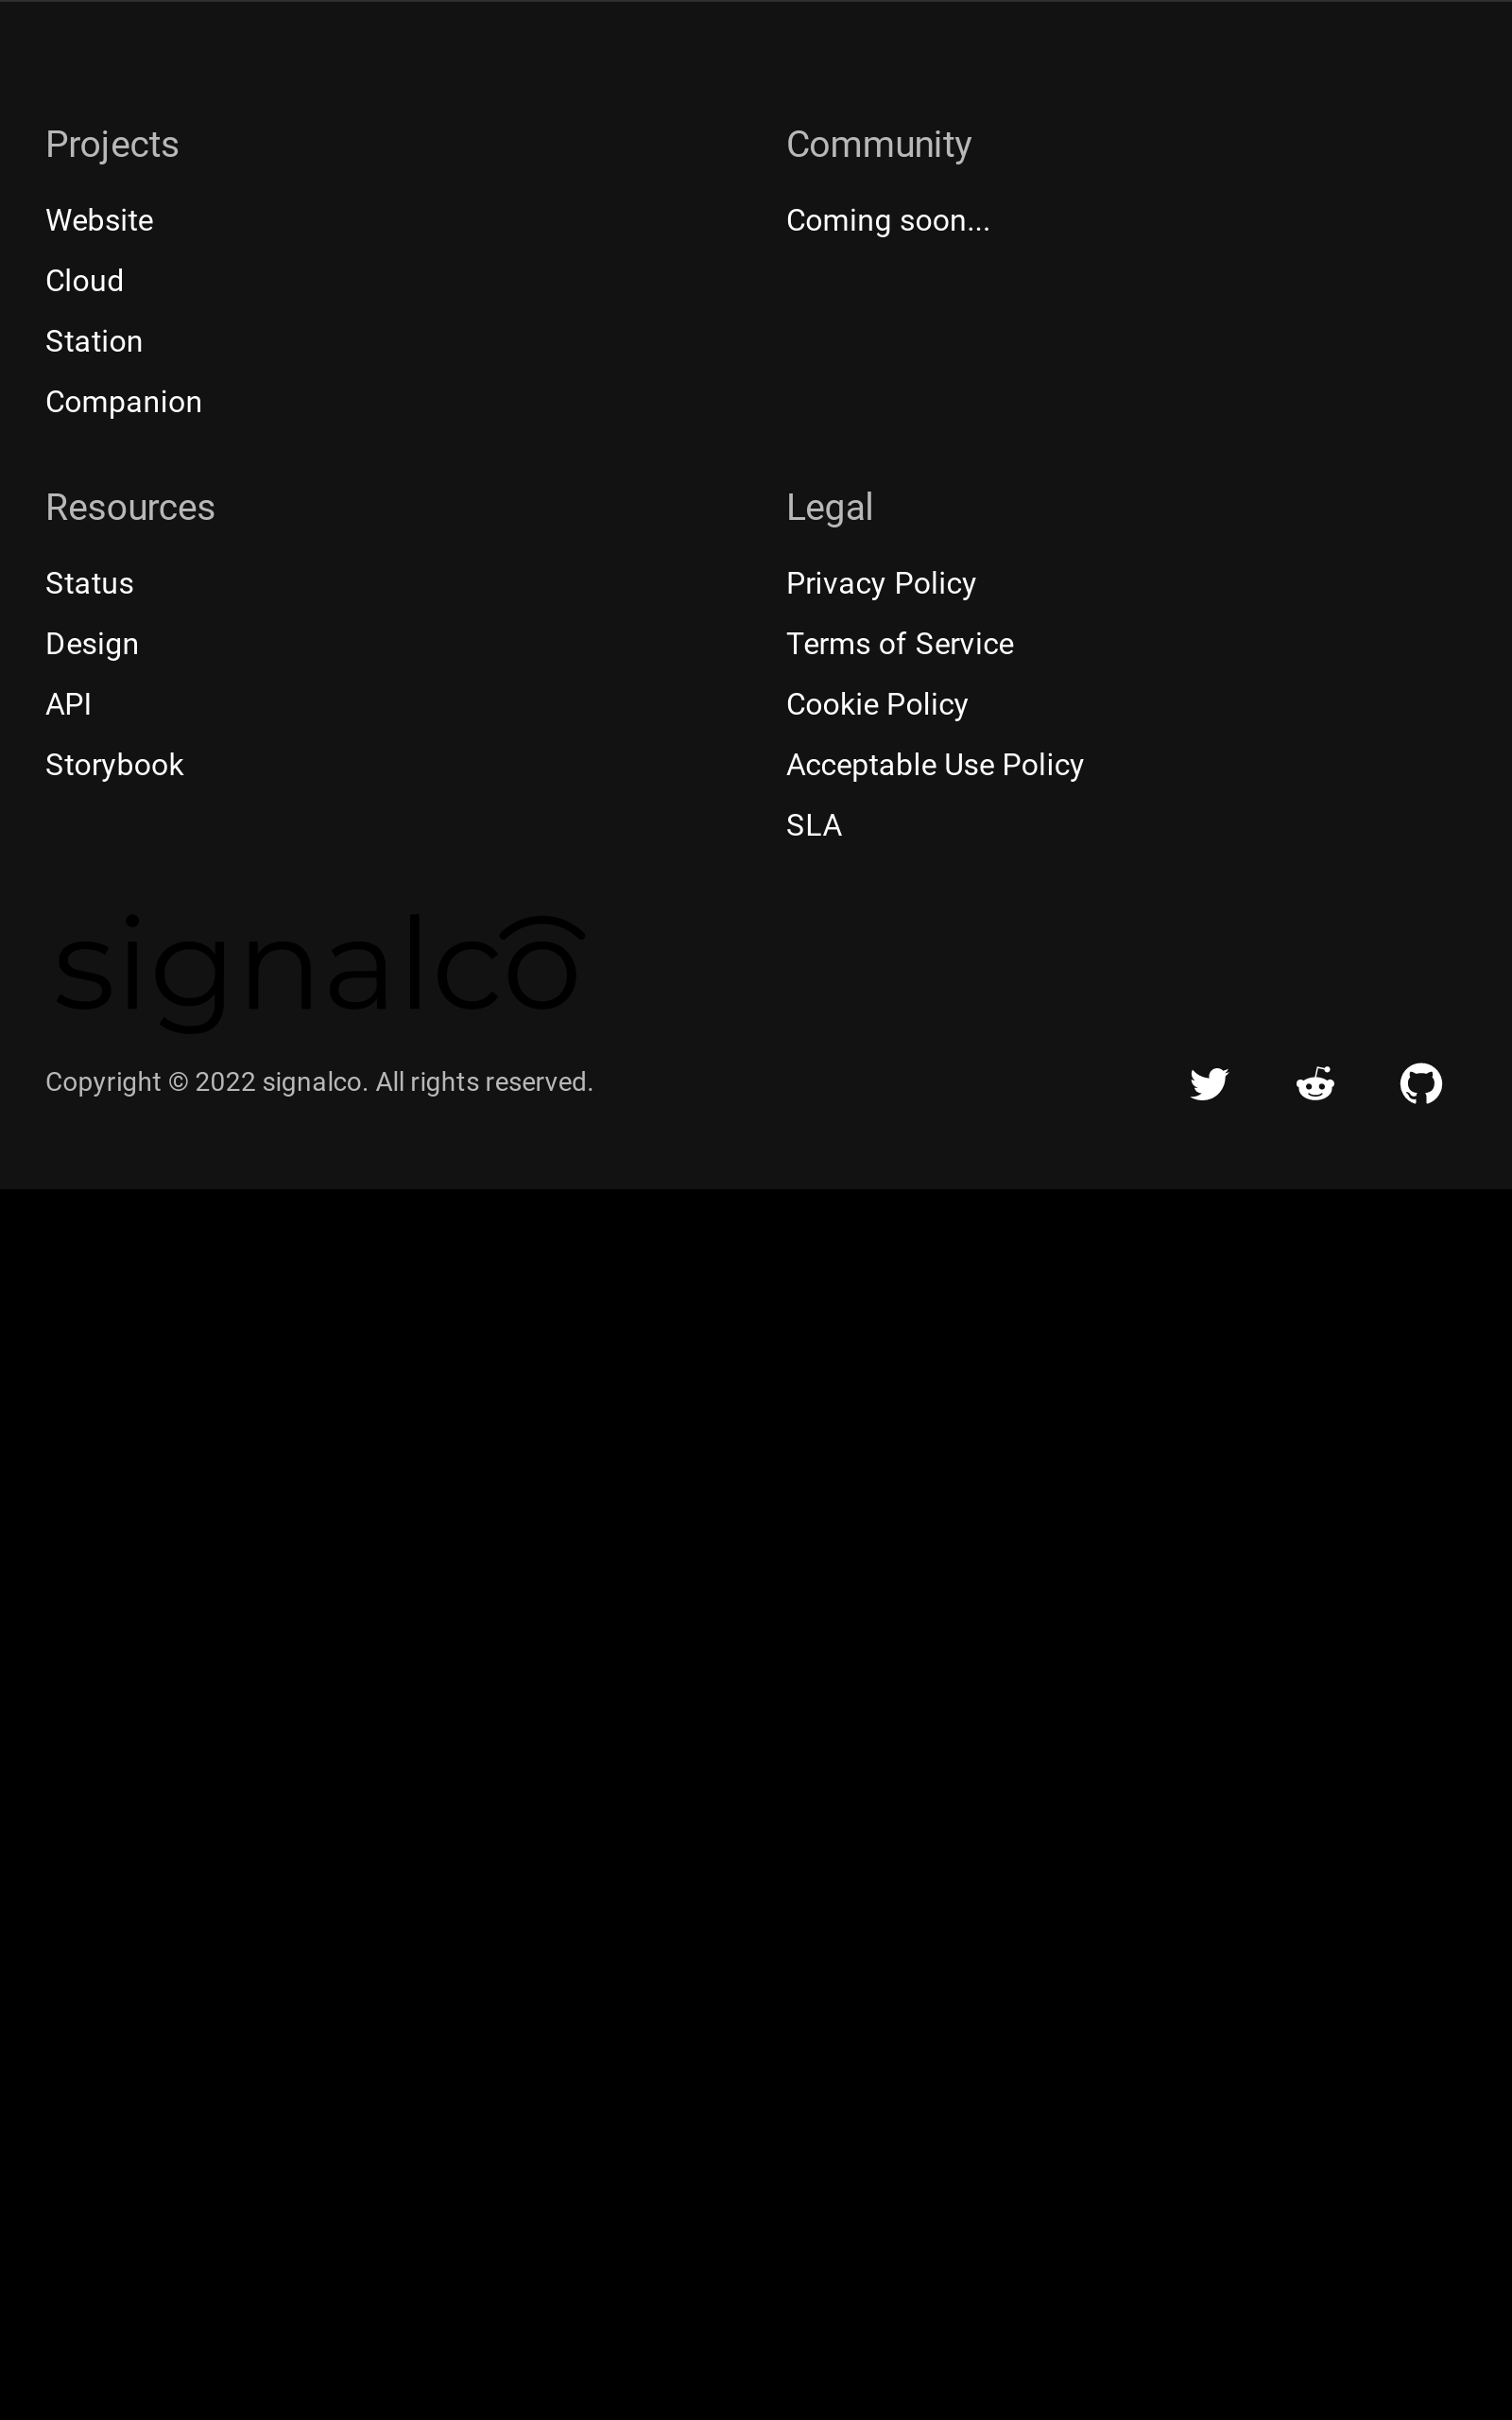 Projects
Website
Cloud
Station
Companion
Community
Coming soon...
Resources
Status
Design
API
Storybook
Legal
Privacy Policy
Terms of Service
Cookie Policy
Acceptable Use Policy
SLA
signalco
Copyright © 2022 signalco. All rights reserved.